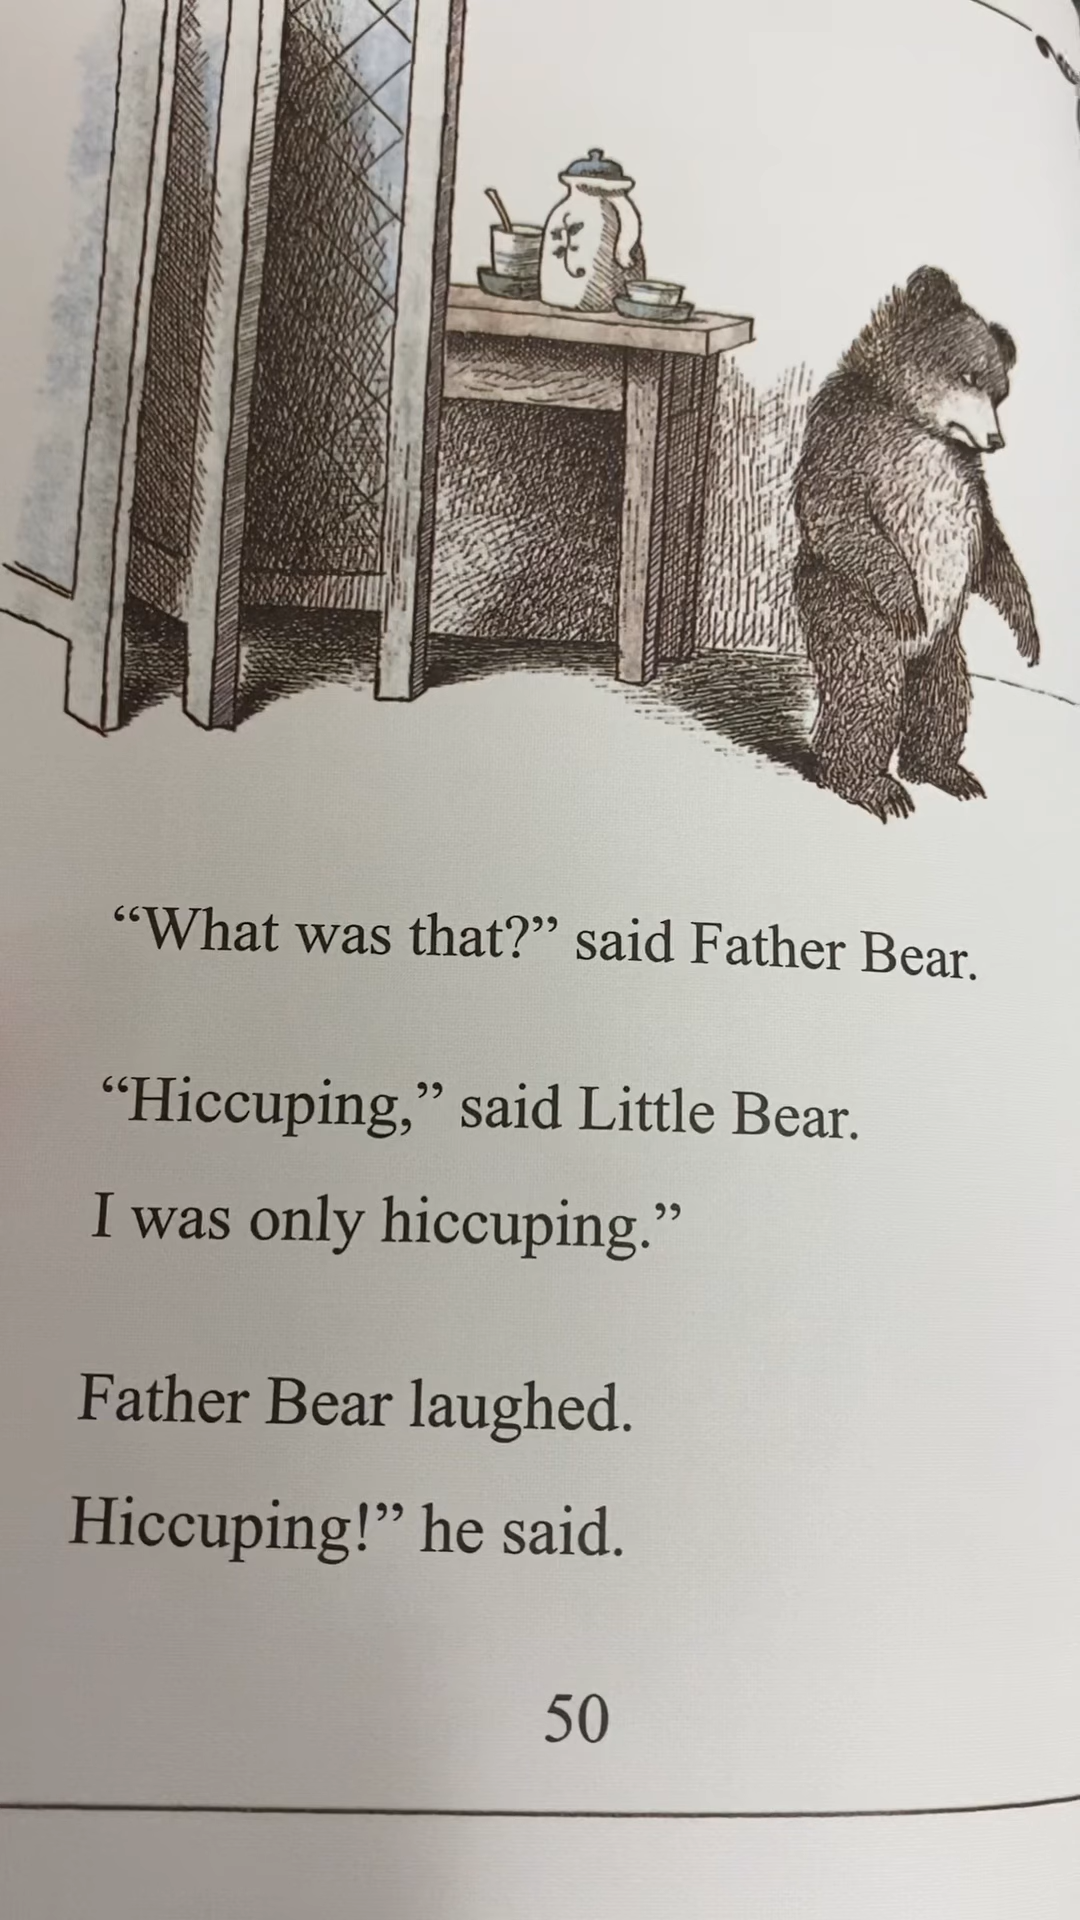 “What was that?” said Father Bear.
“Hiccuping,” said Little Bear.
I was only hiccuping.”
Father Bear laughed.
Hiccuping!” he said.
50